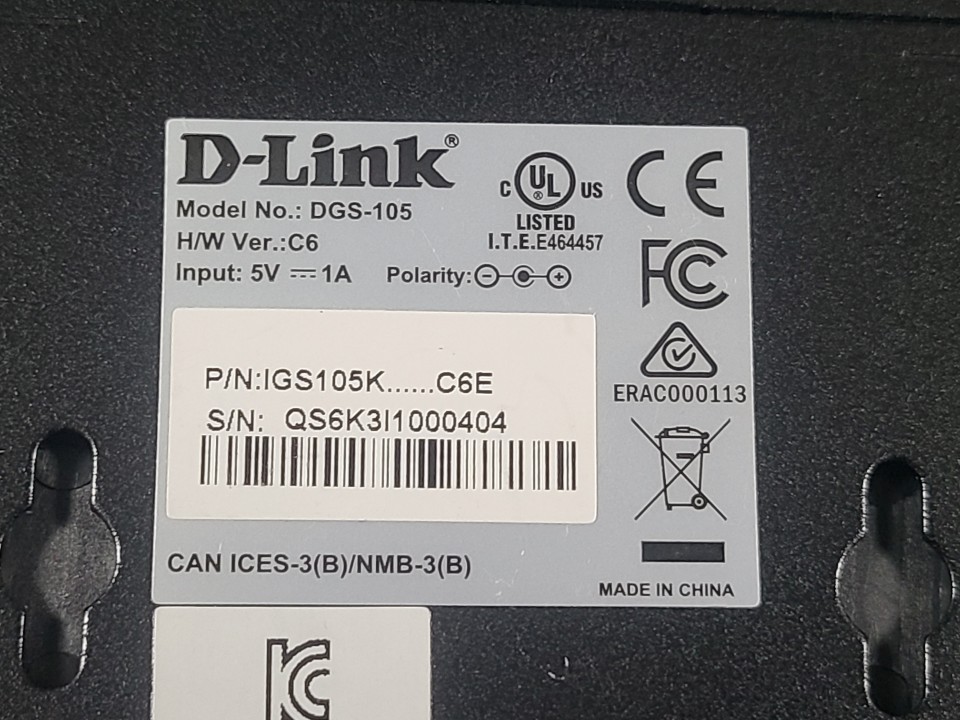 D-Link®
Model No.: DGS-105
H/W Ver.:C6
Input: 5V ⎓ 1A Polarity:
C UL ® US
LISTED
I.T.E.E464457
CE
FC
P/N:IGS105K......C6E
S/N: QS6K3I1000404
ERAC000113
CAN ICES-3(B)/NMB-3(B)
MADE IN CHINA
KC